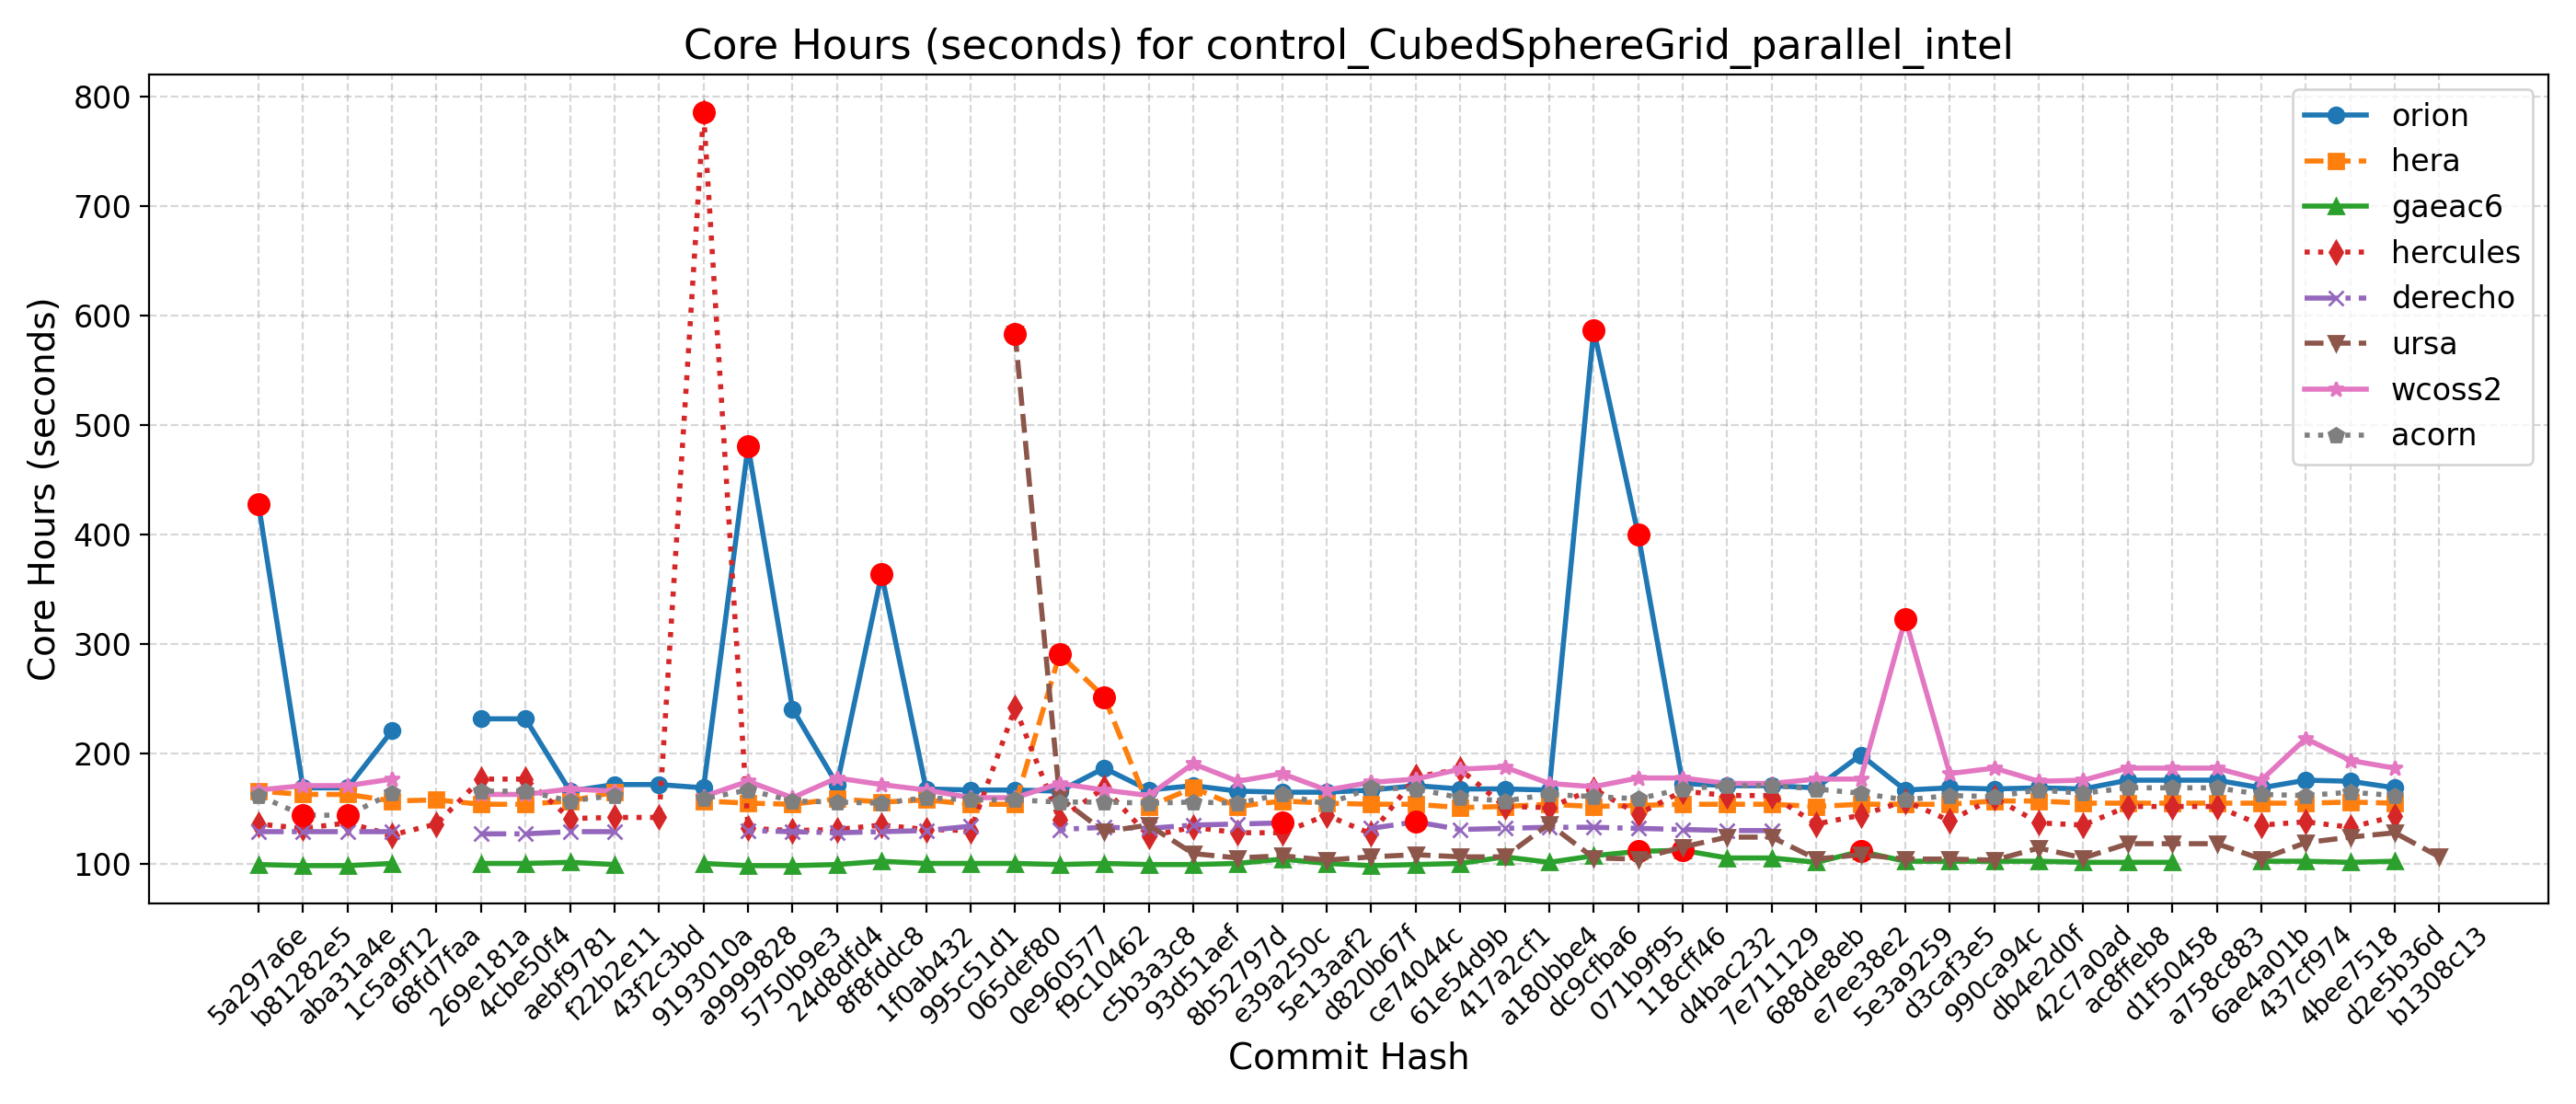 Core Hours (seconds) for control_CubedSphereGrid_parallel_intel
Core Hours (seconds)
800
700
600
500
400
300
200
100
orion
hera
gaeac6
hercules
derecho
ursa
wcoss2
acorn
5a297a6e
b81282e5
aba31a4e
1c5a9f12
68fd7faa
269e181a
4cbe50f4
aebf9781
f22b2e11
43f2c3bd
9193010a
a9999828
5750b9e3
24d8dfd4
8f8fddc8
1f0ab432
995c51d1
065def80
0e960577
f9c10462
c5b3a3c8
93d51aef
8b52797d
e39a250c
5e13aaf2
d820b67f
ce74044c
61e54d9b
417a2cf1
a180bbe4
dc9cfba6
071b9f95
118cff46
d4bac232
7e711129
688de8eb
e7ee38e2
5e3a9259
d3caf3e5
990ca94c
db4e2d0f
42c7a0ad
ac8ffeb8
d1f50458
a758c883
6ae4a01b
437cf974
4bee7518
d2e5b36d
b1308c13
Commit Hash